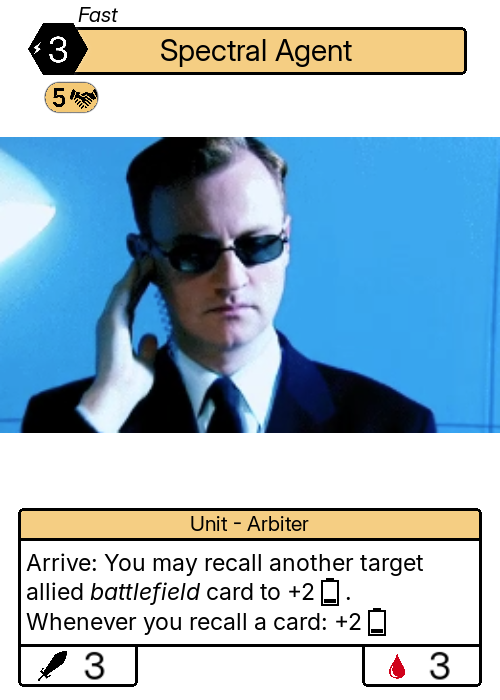 Fast
3 Spectral Agent
5
Unit - Arbiter
Arrive: You may recall another target
allied battlefield card to +2 .
Whenever you recall a card: +2
3 3